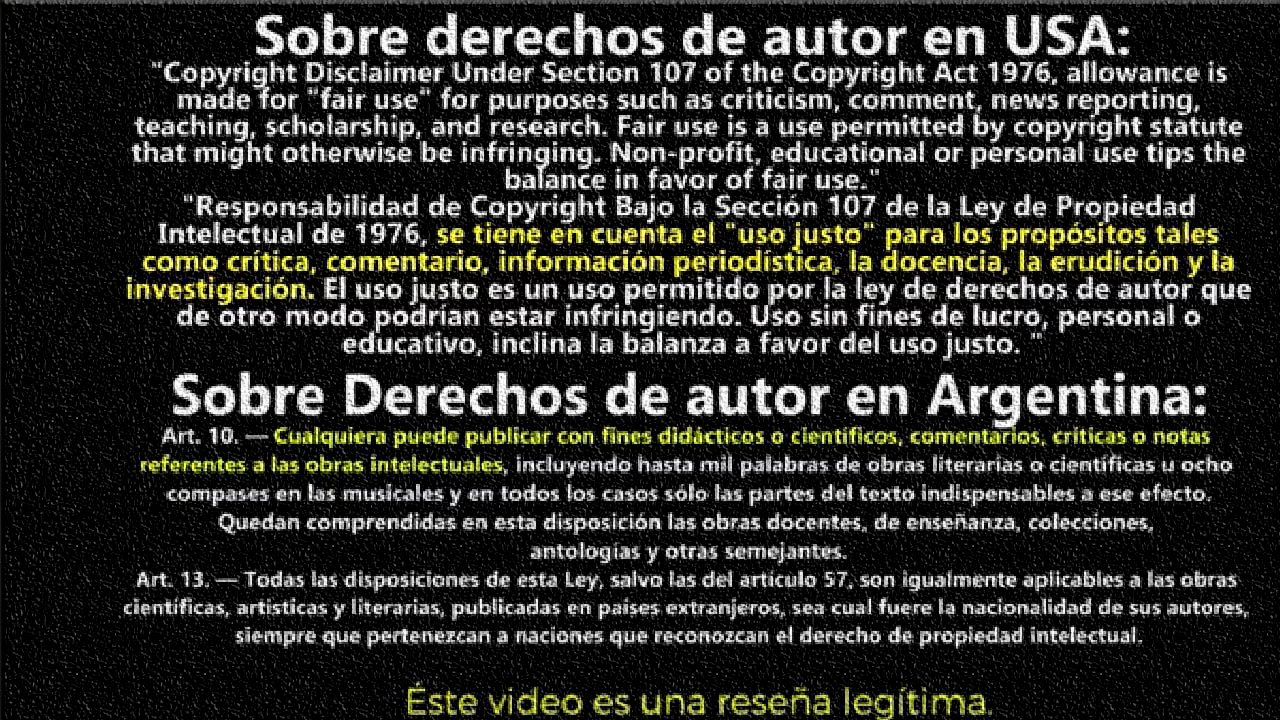 Sobre derechos de autor en USA:
"Copyright Disclaimer Under Section 107 of the Copyright Act 1976, allowance is
made for "fair use" for purposes such as criticism, comment, news reporting,
teaching, scholarship, and research. Fair use is a use permitted by copyright statute
that might otherwise be infringing. Non-profit, educational or personal use tips the
balance in favor of fair use."
"Responsabilidad de Copyright Bajo la Sección 107 de la Ley de Propiedad
Intelectual de 1976, se tiene en cuenta el "uso justo" para los propósitos tales
como crítica, comentario, información periodística, la docencia, la erudición y la
investigación. El uso justo es un uso permitido por la ley de derechos de autor que
de otro modo podrían estar infringiendo. Uso sin fines de lucro, personal o
educativo, inclina la balanza a favor del uso justo. "
Sobre Derechos de autor en Argentina:
Art. 10. — Cualquiera puede publicar con fines didácticos o científicos, comentarios, críticas o notas
referentes a las obras intelectuales, incluyendo hasta mil palabras de obras literarias o científicas u ocho
compases en las musicales y en todos los casos sólo las partes del texto indispensables a ese efecto.
Quedan comprendidas en esta disposición las obras docentes, de enseñanza, colecciones,
antologías y otras semejantes.
Art. 13. — Todas las disposiciones de esta Ley, salvo las del artículo 57, son igualmente aplicables a las obras
científicas, artísticas y literarias, publicadas en países extranjeros, sea cual fuere la nacionalidad de sus autores,
siempre que pertenezcan a naciones que reconozcan el derecho de propiedad intelectual.
Éste video es una reseña legítima.